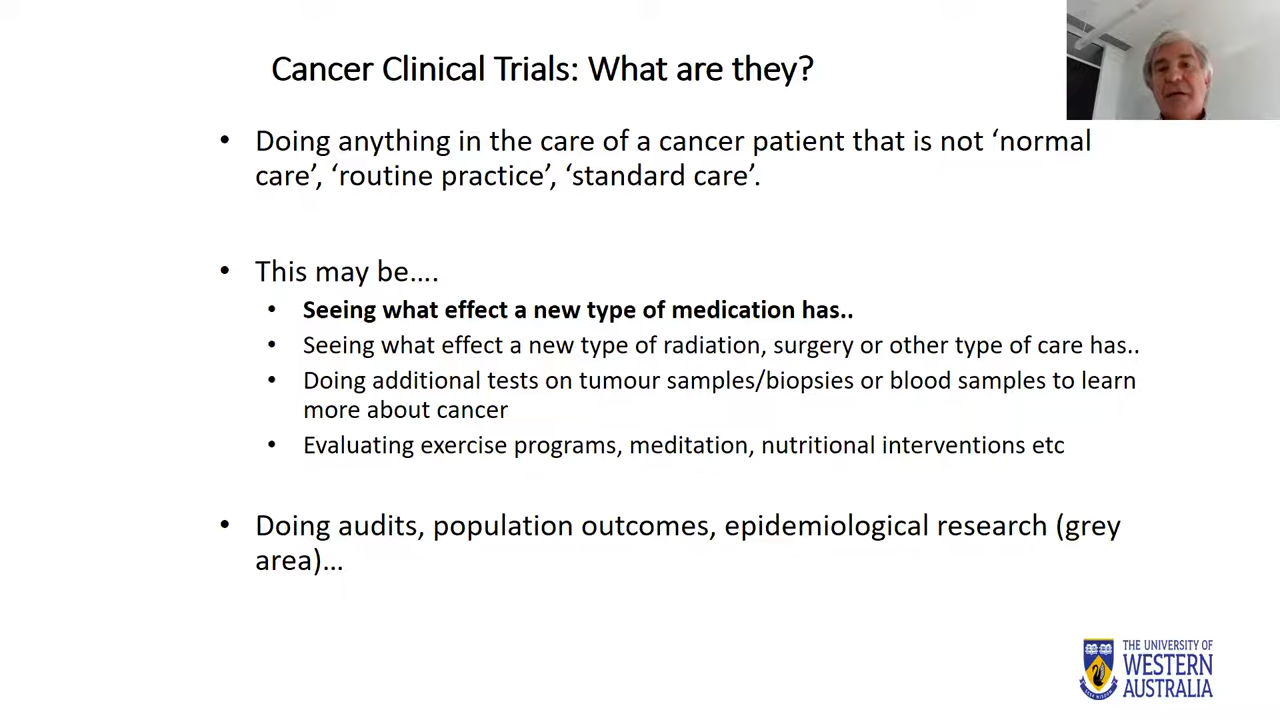 Cancer Clinical Trials: What are they?
• Doing anything in the care of a cancer patient that is not ‘normal
care’, ‘routine practice’, ‘standard care’.
• This may be….
• Seeing what effect a new type of medication has..
• Seeing what effect a new type of radiation, surgery or other type of care has..
• Doing additional tests on tumour samples/biopsies or blood samples to learn
more about cancer
• Evaluating exercise programs, meditation, nutritional interventions etc
• Doing audits, population outcomes, epidemiological research (grey
area)…
THE UNIVERSITY OF
WESTERN
AUSTRALIA